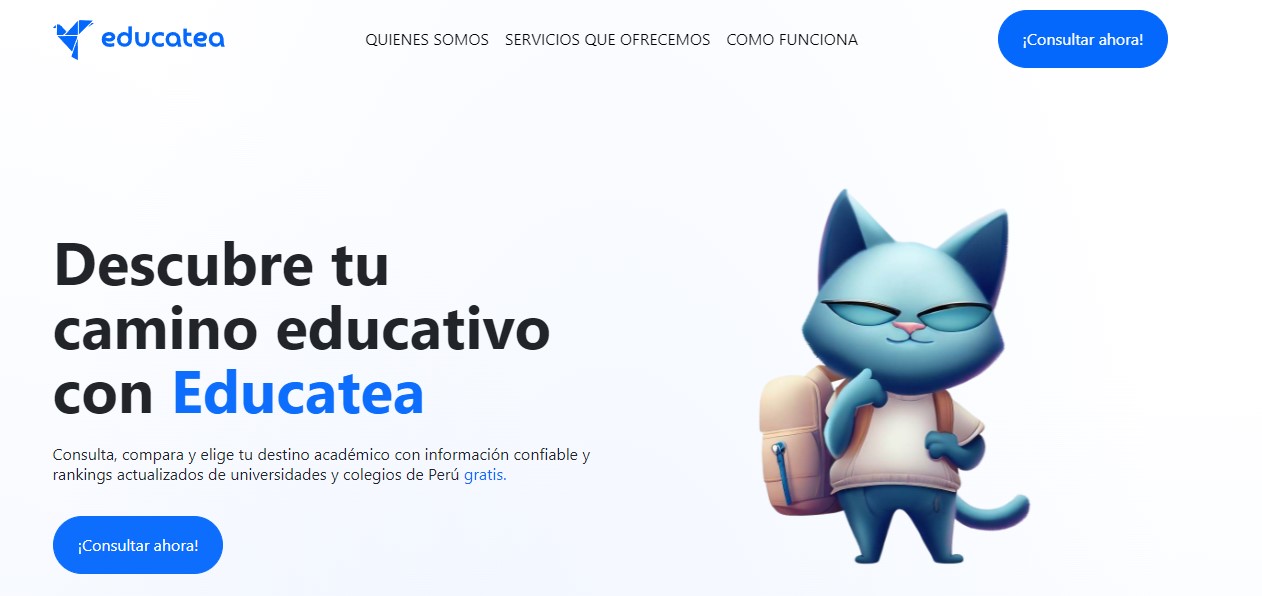 educatea
QUIENES SOMOS SERVICIOS QUE OFRECEMOS COMO FUNCIONA
¡Consultar ahora!
Descubre tu
camino educativo
con Educatea
Consulta, compara y elige tu destino académico con información confiable y
rankings actualizados de universidades y colegios de Perú gratis.
¡Consultar ahora!